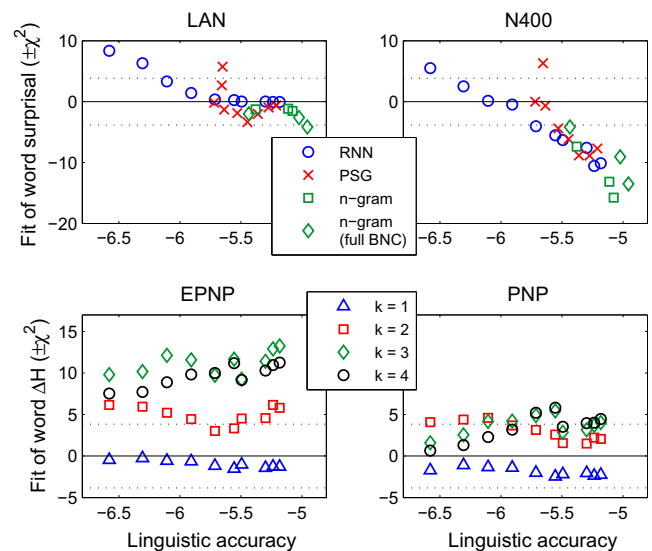 LAN
N400
Fit of word surprisal (±χ²)
10
0
−10
−20
−6.5 −6 −5.5
10
0
−10
−20
−6.5 −6 −5.5 −5
RNN
PSG
n−gram
n−gram
(full BNC)
EPNP
PNP
Fit of word ΔH (±χ²)
15
10
5
0
−5
−6.5 −6 −5.5 −5
Linguistic accuracy
k = 1
k = 2
k = 3
k = 4
15
10
5
0
−5
−6.5 −6 −5.5 −5
Linguistic accuracy